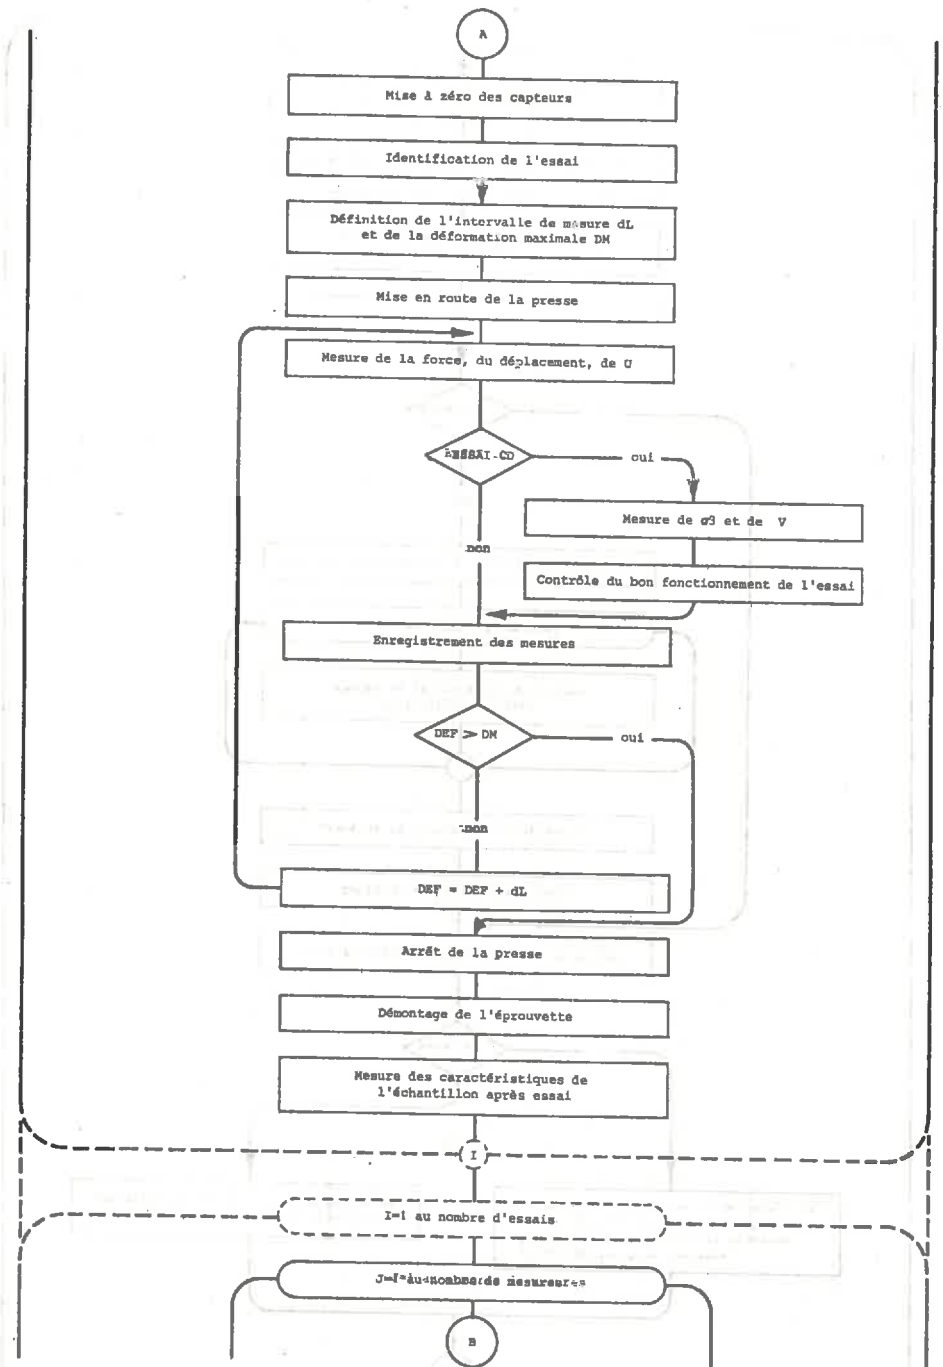 A
Mise à zéro des capteurs
Identification de l'essai
Définition de l'intervalle de mesure dL
et de la déformation maximale DM
Mise en route de la presse
Mesure de la force, du déplacement, de U
ESSAI CD
oui
Mesure de σ3 et de V
non
Contrôle du bon fonctionnement de l'essai
Enregistrement des mesures
DEF > DM
oui
non
DEF = DEF + dL
Arrêt de la presse
Démontage de l'éprouvette
Mesure des caractéristiques de
l'échantillon après essai
I
I=1 au nombre d'essais
au nombre de
B